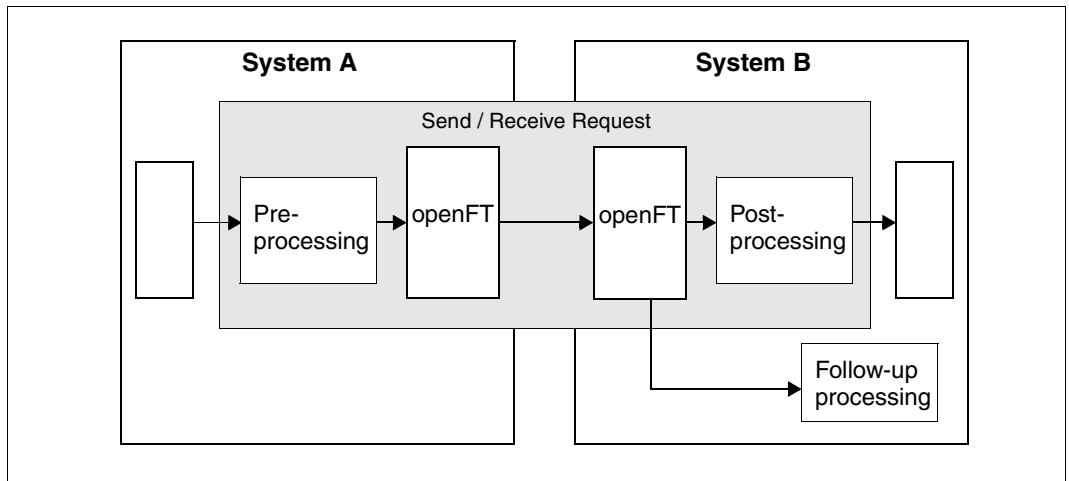 System A
System B
Send / Receive Request
Pre-
processing
openFT
openFT
Post-
processing
Follow-up
processing